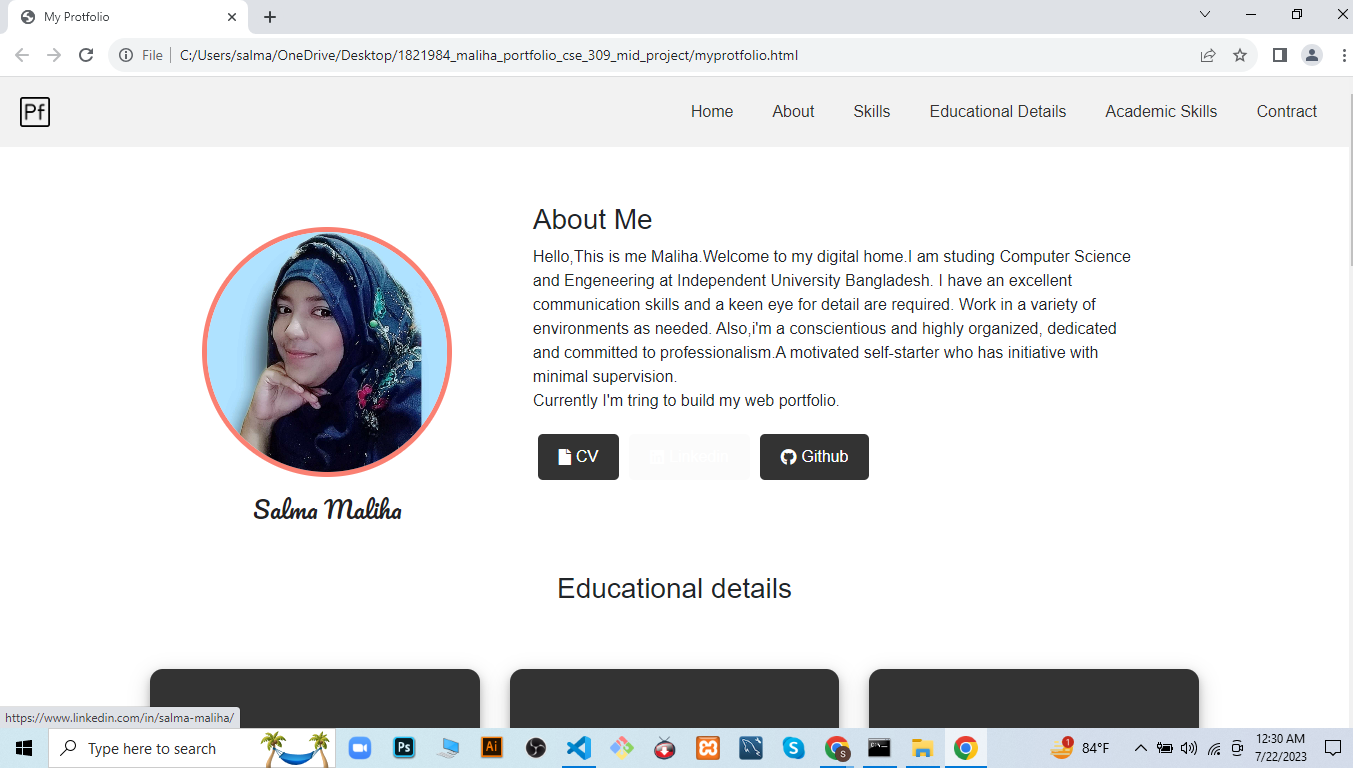 My Protfolio
File
C:/Users/salma/OneDrive/Desktop/1821984_maliha_portfolio_cse_309_mid_project/myprotfolio.html
Pf
Home About Skills Educational Details Academic Skills Contract
About Me
Hello,This is me Maliha.Welcome to my digital home.I am studing Computer Science
and Engeneering at Independent University Bangladesh. I have an excellent
communication skills and a keen eye for detail are required. Work in a variety of
environments as needed. Also,i'm a conscientious and highly organized, dedicated
and committed to professionalism.A motivated self-starter who has initiative with
minimal supervision.
Currently I'm tring to build my web portfolio.
CV Github
Salma Maliha
Educational details
https://www.linkedin.com/in/salma-maliha/
Type here to search
Ps
Ai
S
1
84°F
12:30 AM
7/22/2023